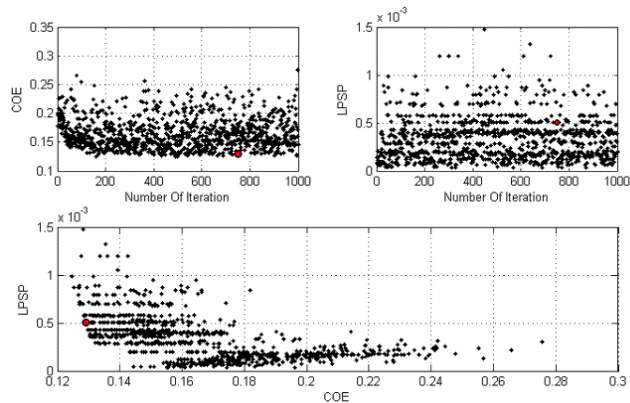 0.35
0.3
0.25
0.2
0.15
0.1
COE
0 200 400 600 800 1000
Number Of Iteration
x 10⁻³
1.5
1
0.5
0
LPSP
0 200 400 600 800 1000
Number Of Iteration
x 10⁻³
1.5
1
0.5
0
LPSP
0.12 0.14 0.16 0.18 0.2 0.22 0.24 0.26 0.28 0.3
COE